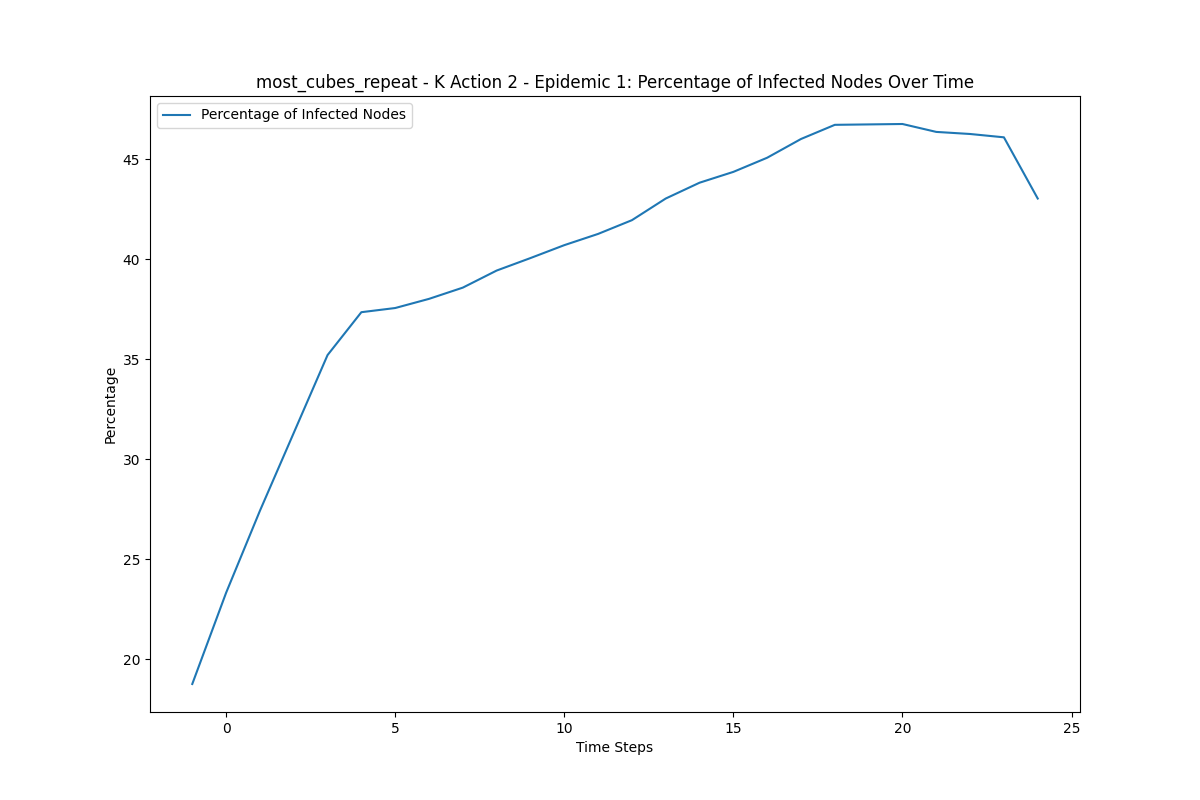 most_cubes_repeat - K Action 2 - Epidemic 1: Percentage of Infected Nodes Over Time
Percentage of Infected Nodes
45
40
35
30
25
20
Percentage
0 5 10 15 20 25
Time Steps